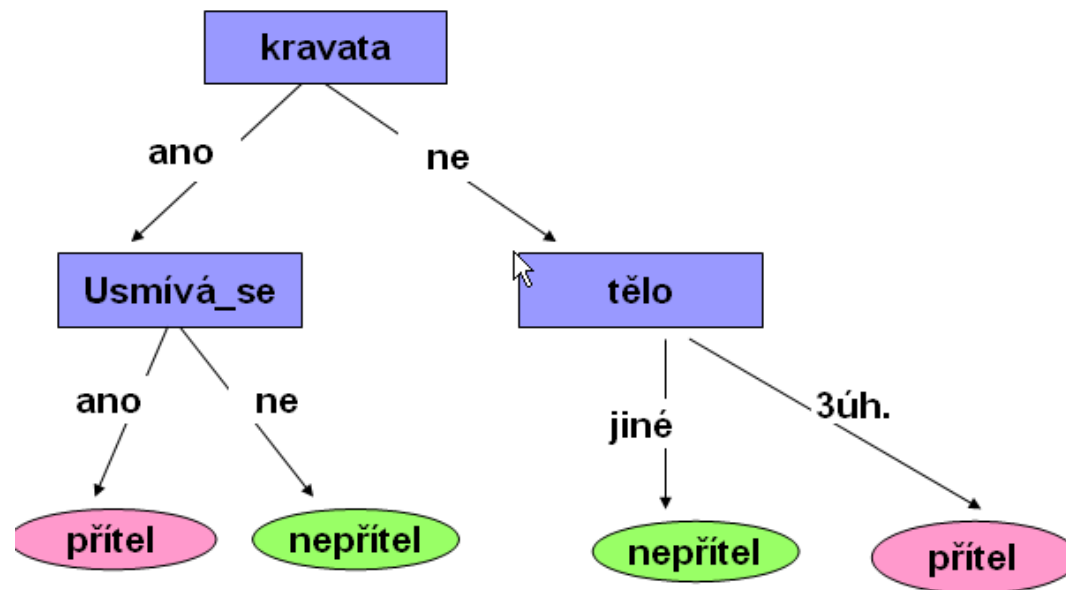 kravata
ano
ne
Usmívá_se
tělo
ano
ne
jiné
3úh.
přítel
nepřítel
nepřítel
přítel